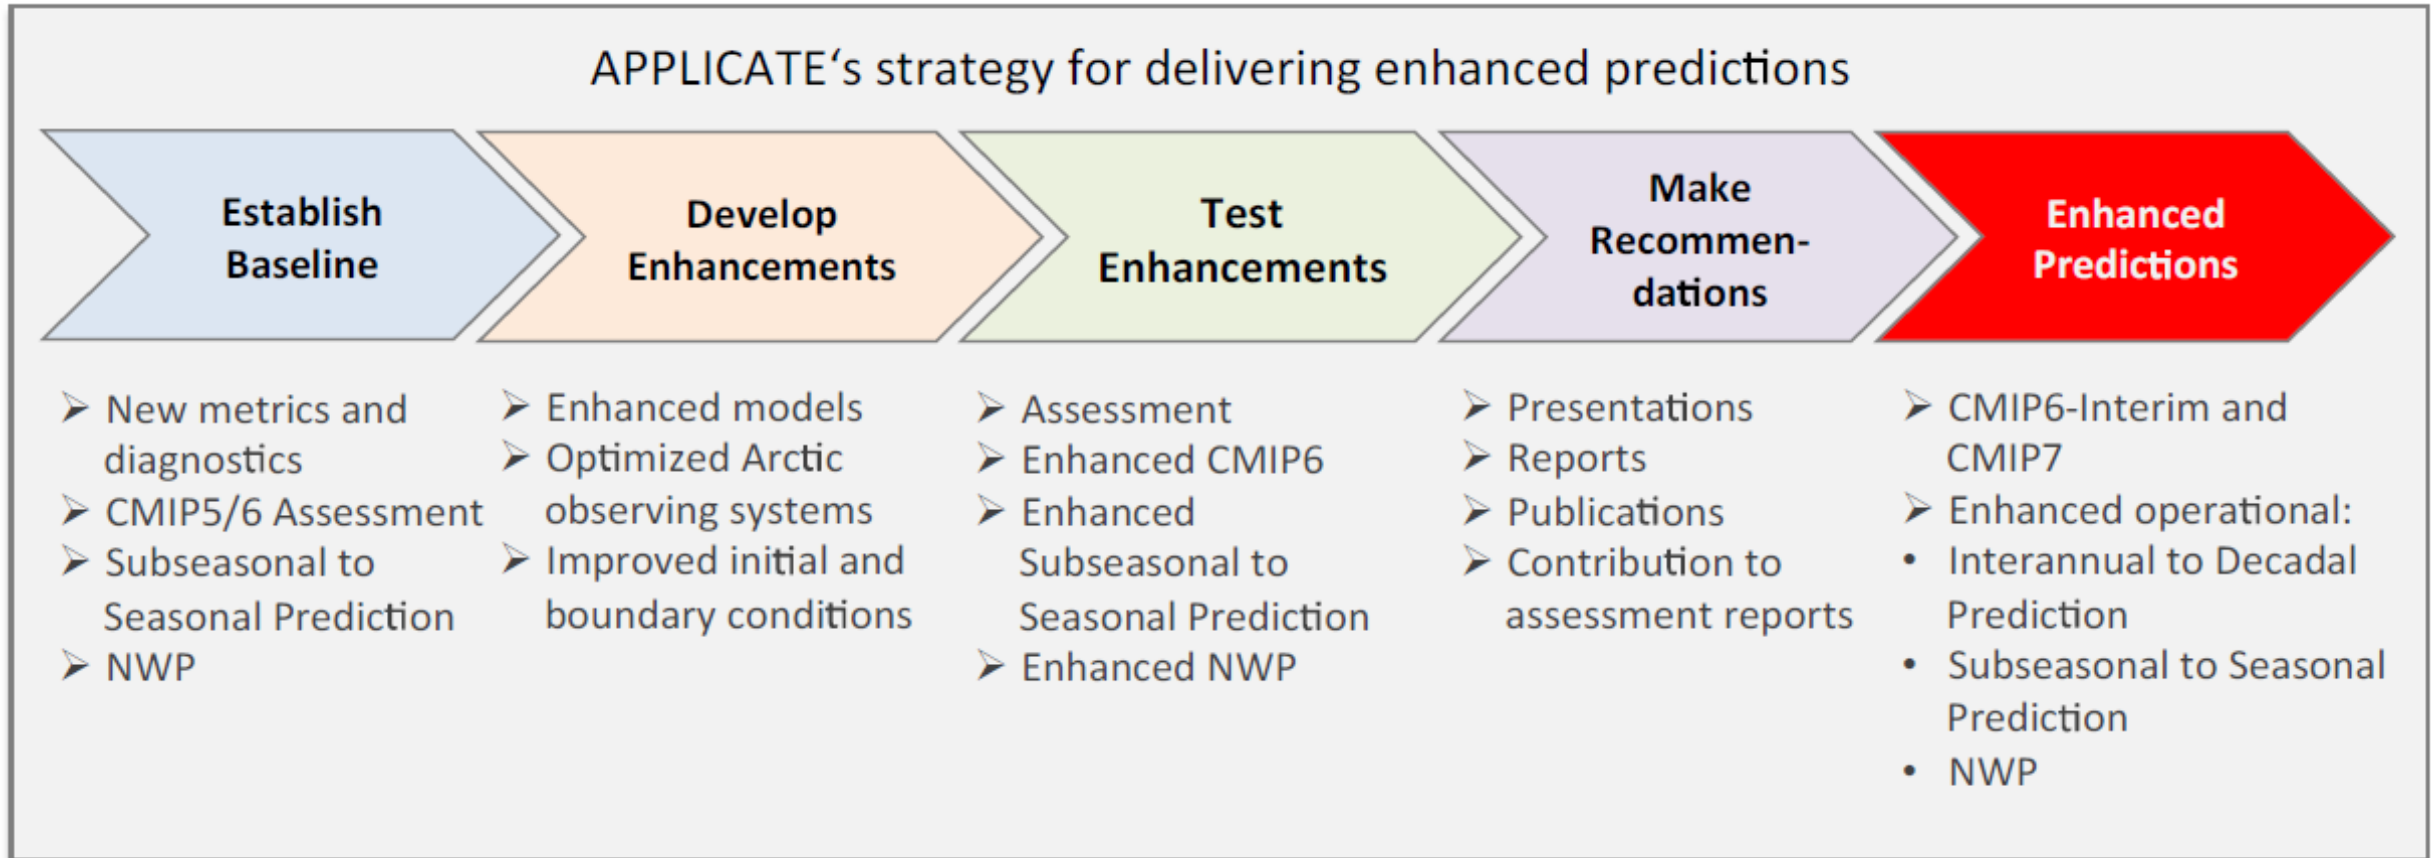 APPLICATE‘s strategy for delivering enhanced predictions
Establish
Baseline
Develop
Enhancements
Test
Enhancements
Make
Recommen-
dations
Enhanced
Predictions
➢ New metrics and
diagnostics
➢ CMIP5/6 Assessment
➢ Subseasonal to
Seasonal Prediction
➢ NWP
➢ Enhanced models
➢ Optimized Arctic
observing systems
➢ Improved initial and
boundary conditions
➢ Assessment
➢ Enhanced CMIP6
➢ Enhanced
Subseasonal to
Seasonal Prediction
➢ Enhanced NWP
➢ Presentations
➢ Reports
➢ Publications
➢ Contribution to
assessment reports
➢ CMIP6-Interim and
CMIP7
➢ Enhanced operational:
• Interannual to Decadal
Prediction
• Subseasonal to Seasonal
Prediction
• NWP